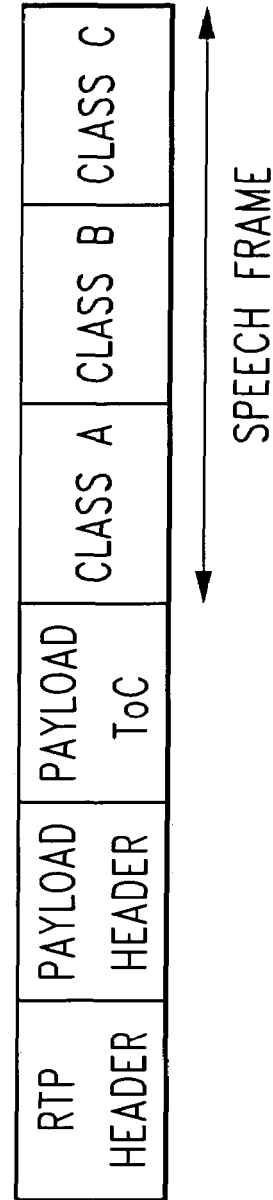 RTP
HEADER
PAYLOAD
HEADER
PAYLOAD
ToC
CLASS A
CLASS B
CLASS C
SPEECH FRAME